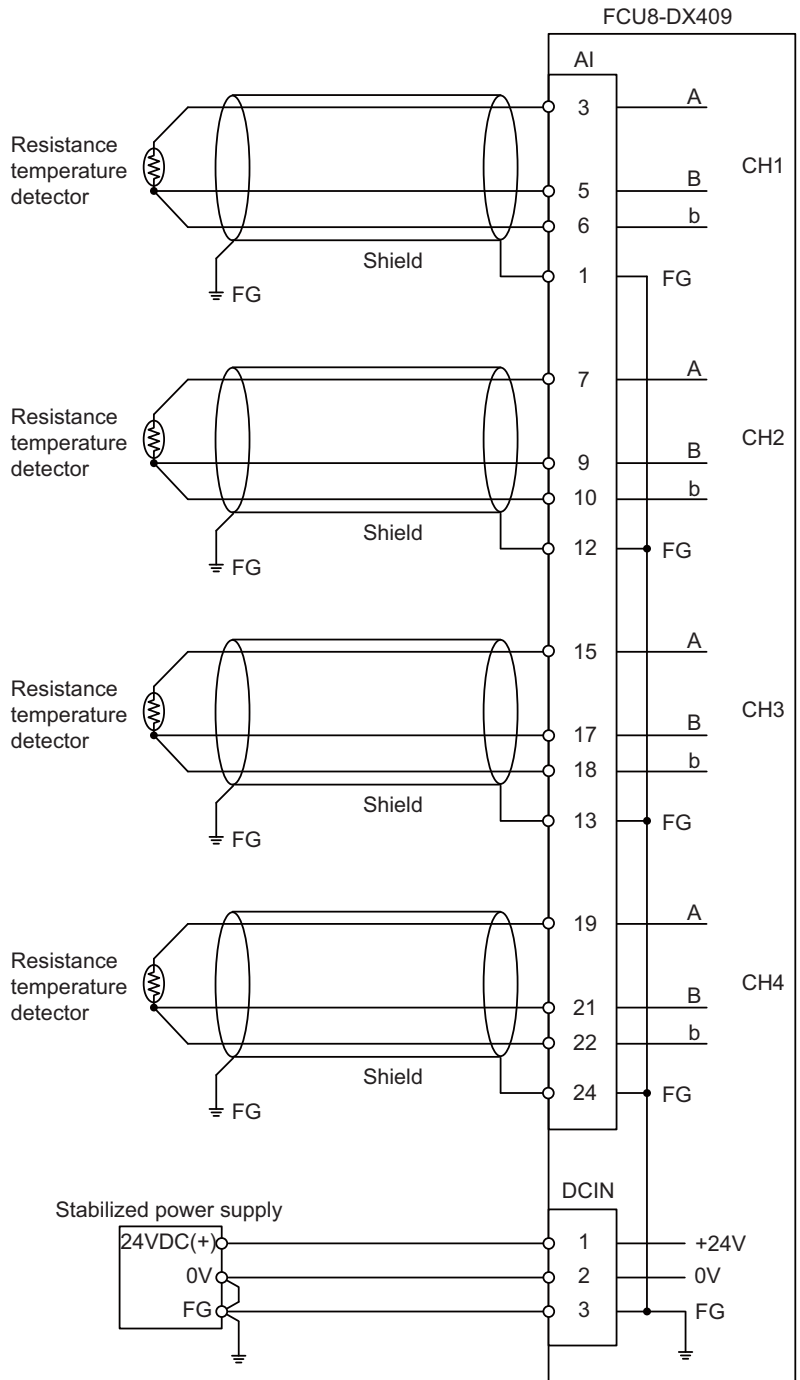 FCU8-DX409
AI
3 A
Resistance
temperature
detector
CH1
5 B
6 b
Shield
1 FG
FG
7 A
Resistance
temperature
detector
CH2
9 B
10 b
Shield
12 FG
FG
15 A
Resistance
temperature
detector
CH3
17 B
18 b
Shield
13 FG
FG
19 A
Resistance
temperature
detector
CH4
21 B
22 b
Shield
24 FG
FG
DCIN
Stabilized power supply
24VDC(+) 1 +24V
0V 2 0V
FG 3 FG